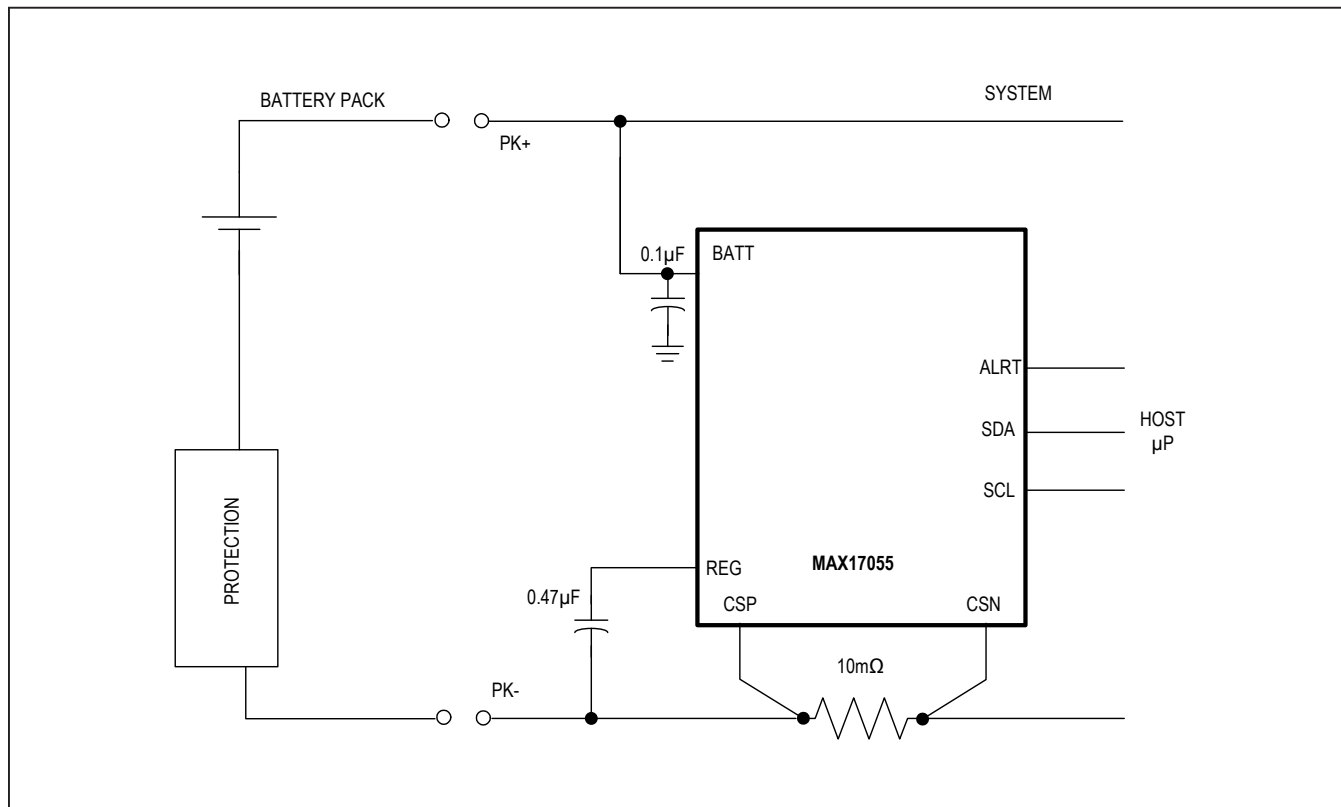 BATTERY PACK
SYSTEM
PK+
0.1µF
BATT
ALRT
SDA
HOST
µP
SCL
PROTECTION
REG
MAX17055
0.47µF
CSP
CSN
10mΩ
PK-